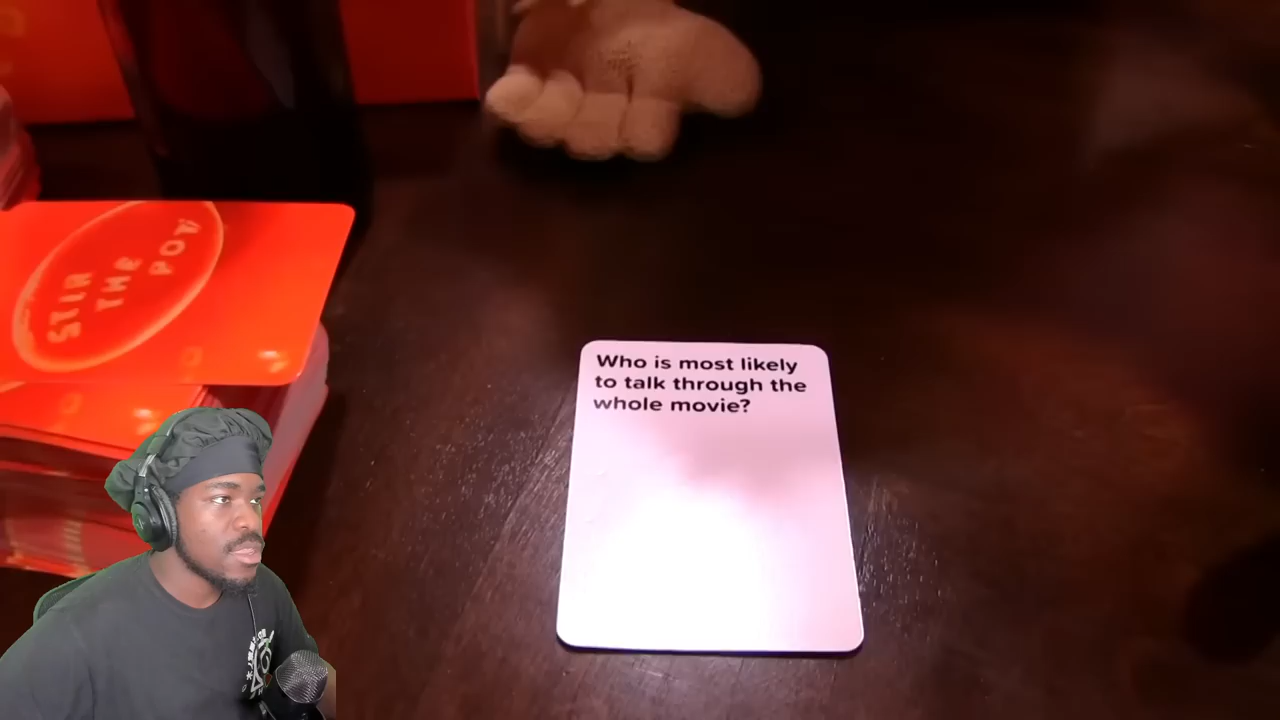 STIR
THE
POT
Who is most likely
to talk through the
whole movie?